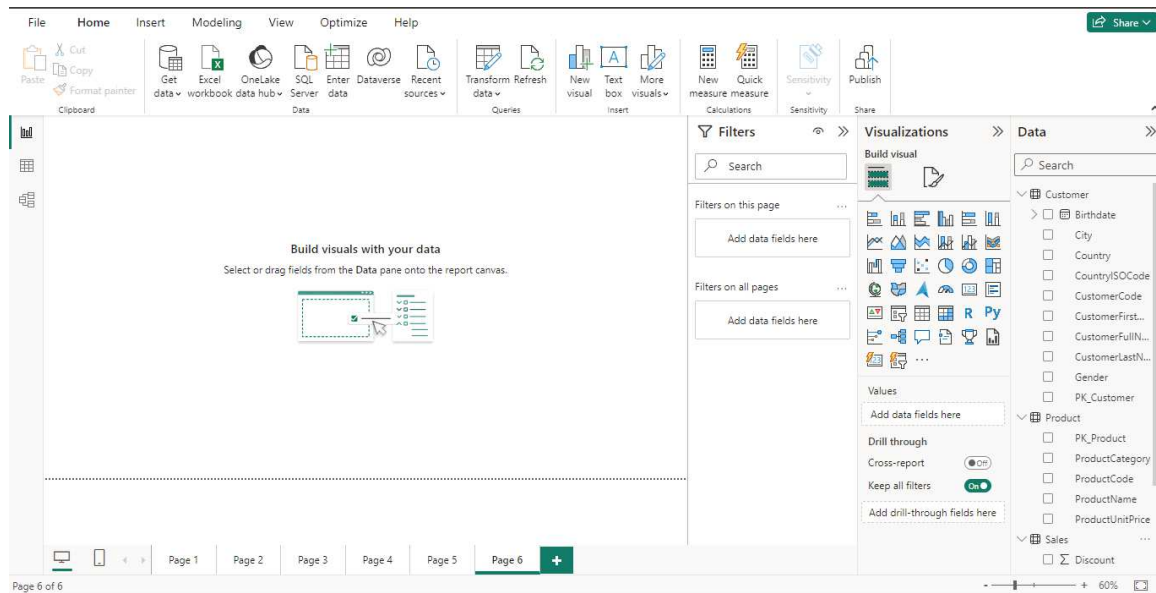 File Home Insert Modeling View Optimize Help Share
Paste
Cut
Copy
Format painter
Clipboard
Get data
Excel workbook
OneLake data hub
SQL Server
Enter data
Dataverse
Recent sources
Data
Transform data
Refresh
Queries
New visual
Text box
More visuals
Insert
New measure
Quick measure
Calculations
Sensitivity
Sensitivity
Publish
Share
Build visuals with your data
Select or drag fields from the Data pane onto the report canvas.
Filters
Search
Filters on this page ...
Add data fields here
Filters on all pages ...
Add data fields here
Visualizations
Build visual
123
R Py
123
...
Values
Add data fields here
Drill through
Cross-report Off
Keep all filters On
Add drill-through fields here
Data
Search
Customer
Birthdate
City
Country
CountryISOCode
CustomerCode
CustomerFirst...
CustomerFullN...
CustomerLastN...
Gender
PK_Customer
Product
PK_Product
ProductCategory
ProductCode
ProductName
ProductUnitPrice
Sales ...
Σ Discount
Page 1 Page 2 Page 3 Page 4 Page 5 Page 6 +
Page 6 of 6 - + 60%